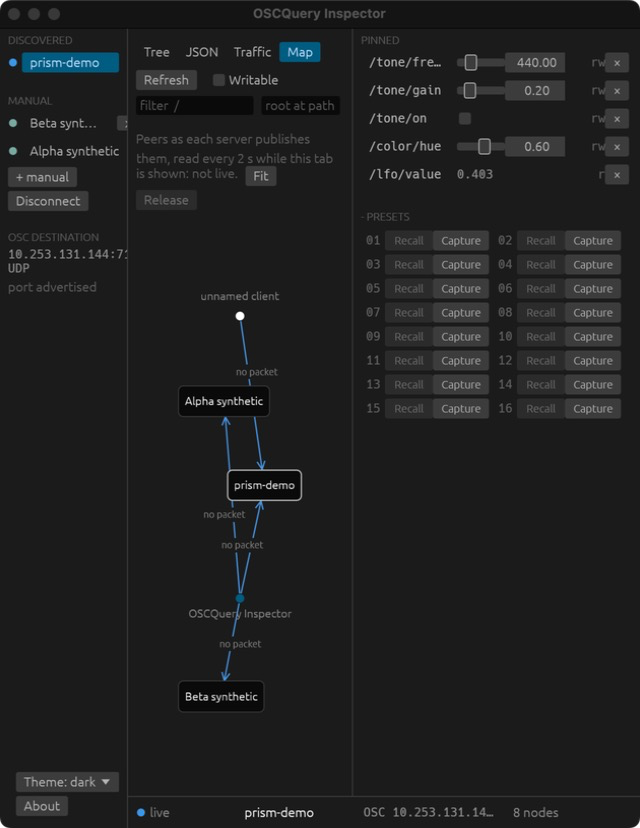 OSCQuery Inspector
DISCOVERED
prism-demo
MANUAL
Beta synt...
x
Alpha synthetic
+ manual
Disconnect
OSC DESTINATION
10.253.131.144:71
UDP
port advertised
Theme: dark
About
Tree JSON Traffic Map
Refresh Writable
filter / root at path
Peers as each server publishes
them, read every 2 s while this tab
is shown: not live. Fit
Release
unnamed client
no packet
Alpha synthetic
prism-demo
no packet
no packet
OSCQuery Inspector
no packet
Beta synthetic
PINNED
/tone/fre... 440.00 rw x
/tone/gain 0.20 rw x
/tone/on rw x
/color/hue 0.60 rw x
/lfo/value 0.403 r x
- PRESETS
01 Recall Capture 02 Recall Capture
03 Recall Capture 04 Recall Capture
05 Recall Capture 06 Recall Capture
07 Recall Capture 08 Recall Capture
09 Recall Capture 10 Recall Capture
11 Recall Capture 12 Recall Capture
13 Recall Capture 14 Recall Capture
15 Recall Capture 16 Recall Capture
live prism-demo OSC 10.253.131.14... 8 nodes